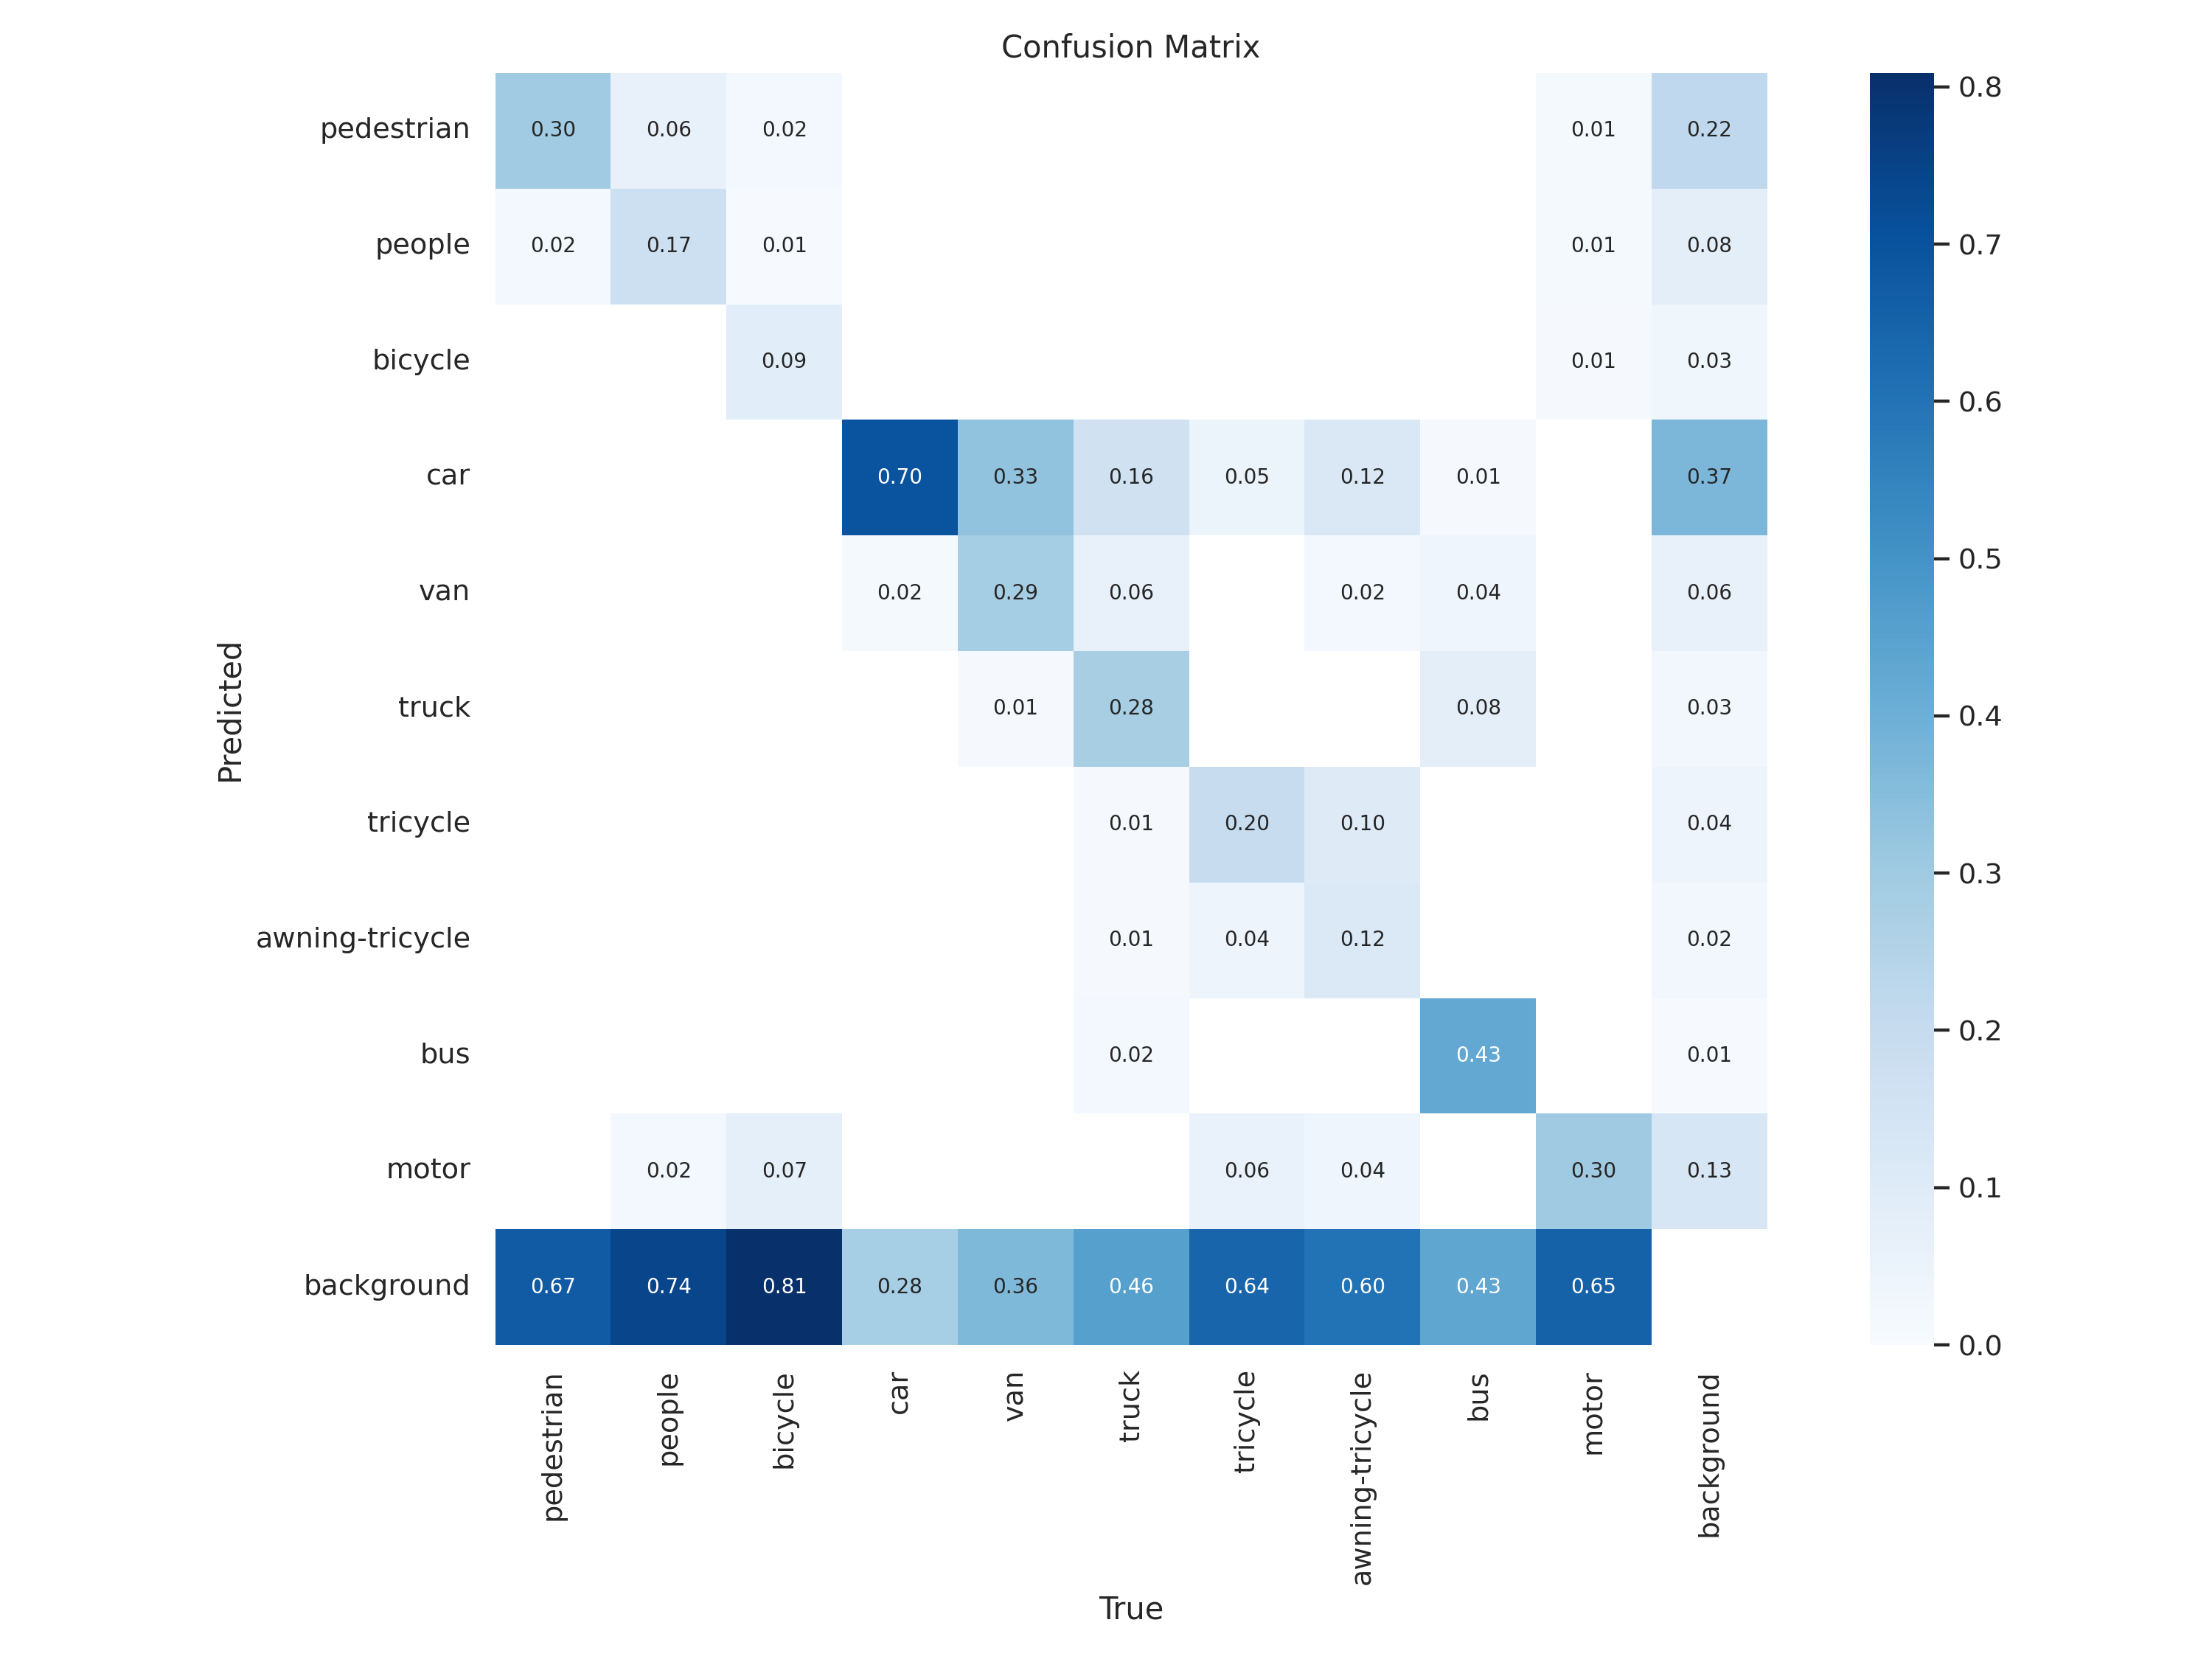 Confusion Matrix
pedestrian 0.30 0.06 0.02 0.01 0.22
people 0.02 0.17 0.01 0.01 0.08
bicycle 0.09 0.01 0.03
car 0.70 0.33 0.16 0.05 0.12 0.01 0.37
van 0.02 0.29 0.06 0.02 0.04 0.06
truck 0.01 0.28 0.08 0.03
tricycle 0.01 0.20 0.10 0.04
awning-tricycle 0.01 0.04 0.12 0.02
bus 0.02 0.43 0.01
motor 0.02 0.07 0.06 0.04 0.30 0.13
background 0.67 0.74 0.81 0.28 0.36 0.46 0.64 0.60 0.43 0.65
Predicted
pedestrian
people
bicycle
car
van
truck
tricycle
awning-tricycle
bus
motor
background
True
0.8
0.7
0.6
0.5
0.4
0.3
0.2
0.1
0.0